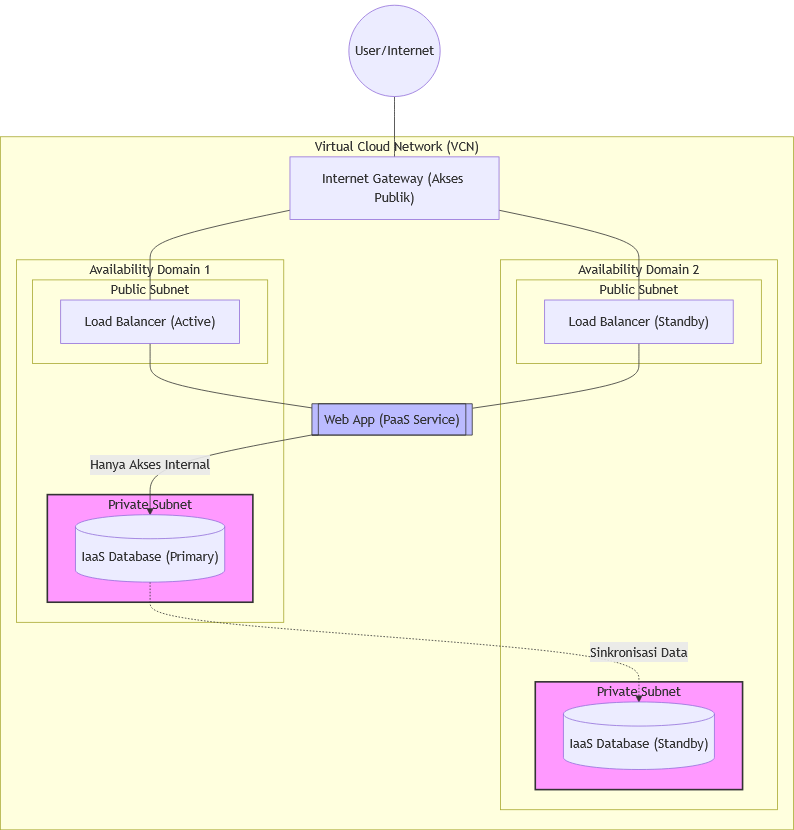 User/Internet
Virtual Cloud Network (VCN)
Internet Gateway (Akses
Publik)
Availability Domain 1
Public Subnet
Load Balancer (Active)
Availability Domain 2
Public Subnet
Load Balancer (Standby)
Web App (PaaS Service)
Hanya Akses Internal
Private Subnet
IaaS Database (Primary)
Sinkronisasi Data
Private Subnet
IaaS Database (Standby)